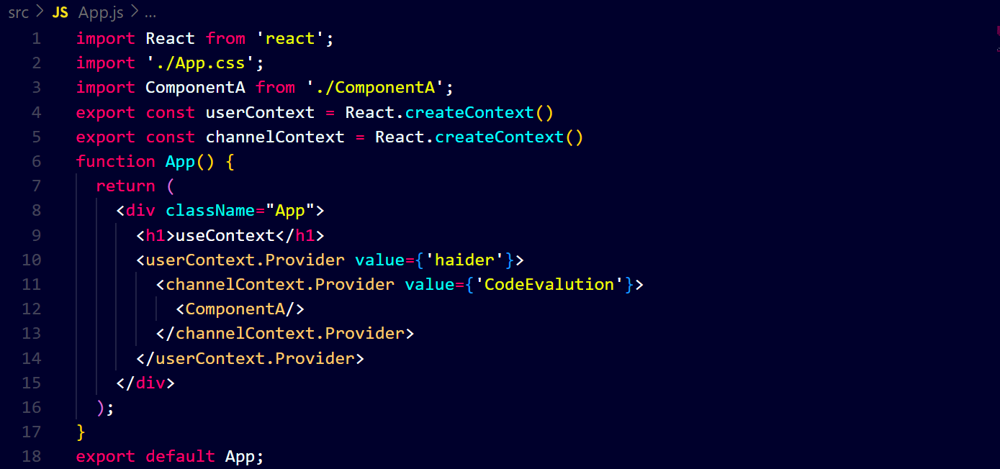 src > JS App.js > ...
1 import React from 'react';
2 import './App.css';
3 import ComponentA from './ComponentA';
4 export const userContext = React.createContext()
5 export const channelContext = React.createContext()
6 function App() {
7   return (
8     <div className="App">
9       <h1>useContext</h1>
10       <userContext.Provider value={'haider'}>
11         <channelContext.Provider value={'CodeEvalution'}>
12           <ComponentA/>
13         </channelContext.Provider>
14       </userContext.Provider>
15     </div>
16   );
17 }
18 export default App;